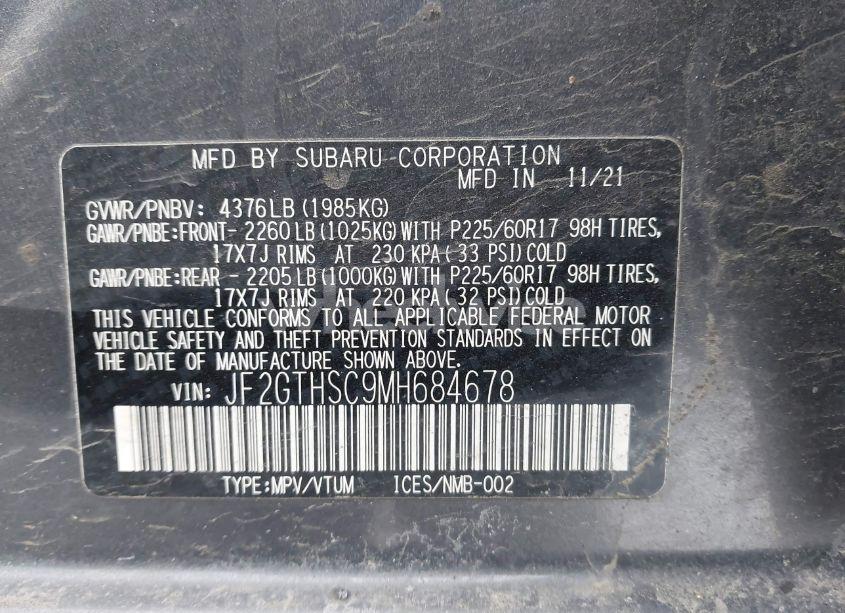 MFD BY SUBARU CORPORATION
MFD IN 11/21
GVWR/PNBV: 4376LB (1985KG)
GAWR/PNBE:FRONT- 2260 LB (1025KG) WITH P225/60R17 98H TIRES,
17X7J RIMS AT 230 KPA (33 PSI) COLD
GAWR/PNBE:REAR - 2205 LB (1000KG) WITH P225/60R17 98H TIRES,
17X7J RIMS AT 220 KPA (32 PSI) COLD
THIS VEHICLE CONFORMS TO ALL APPLICABLE FEDERAL MOTOR
VEHICLE SAFETY AND THEFT PREVENTION STANDARDS IN EFFECT ON
THE DATE OF MANUFACTURE SHOWN ABOVE.
VIN: JF2GTHSC9MH684678
TYPE:MPV/VTUM ICES/NMB-002